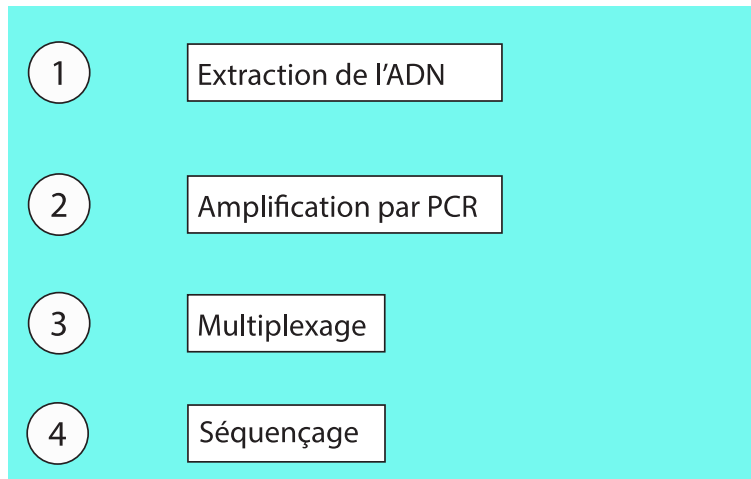 1 Extraction de l'ADN
2 Amplification par PCR
3 Multiplexage
4 Séquençage